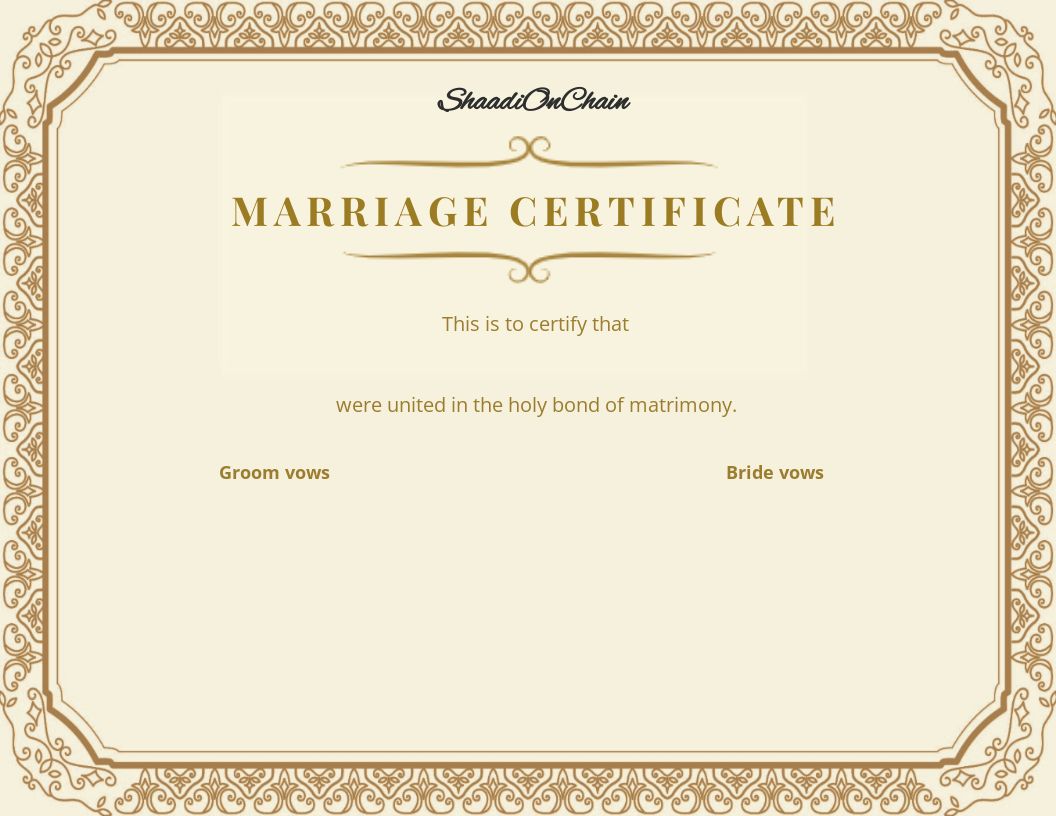 ShaadiOnChain
MARRIAGE CERTIFICATE
This is to certify that
were united in the holy bond of matrimony.
Groom vows
Bride vows